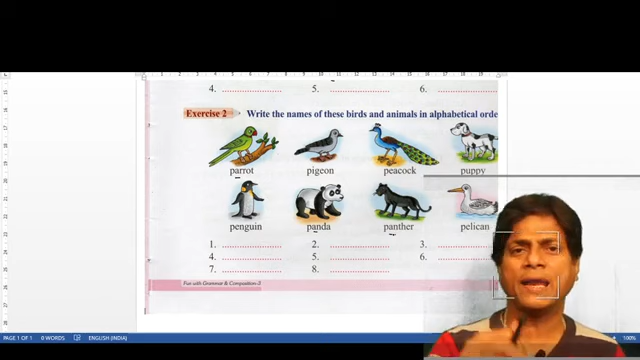 4. .................... 5. .................... 6. ....................
Exercise 2 Write the names of these birds and animals in alphabetical orde
parrot pigeon peacock puppy
penguin panda panther pelican
1. .................... 2. .................... 3. ....................
4. .................... 5. .................... 6. ....................
7. .................... 8. ....................
Fun with Grammar & Composition-3
PAGE 1 OF 1 0 WORDS ENGLISH (INDIA) 100%